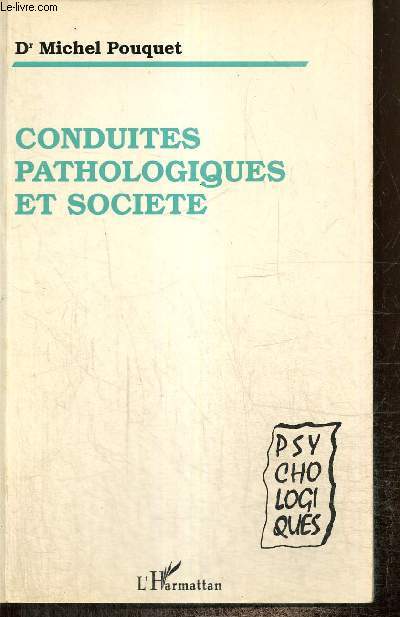 Le-livre.com
Dʳ Michel Pouquet
CONDUITES
PATHOLOGIQUES
ET SOCIETE
PSY
CHO
LOGI
QUES
L'Harmattan